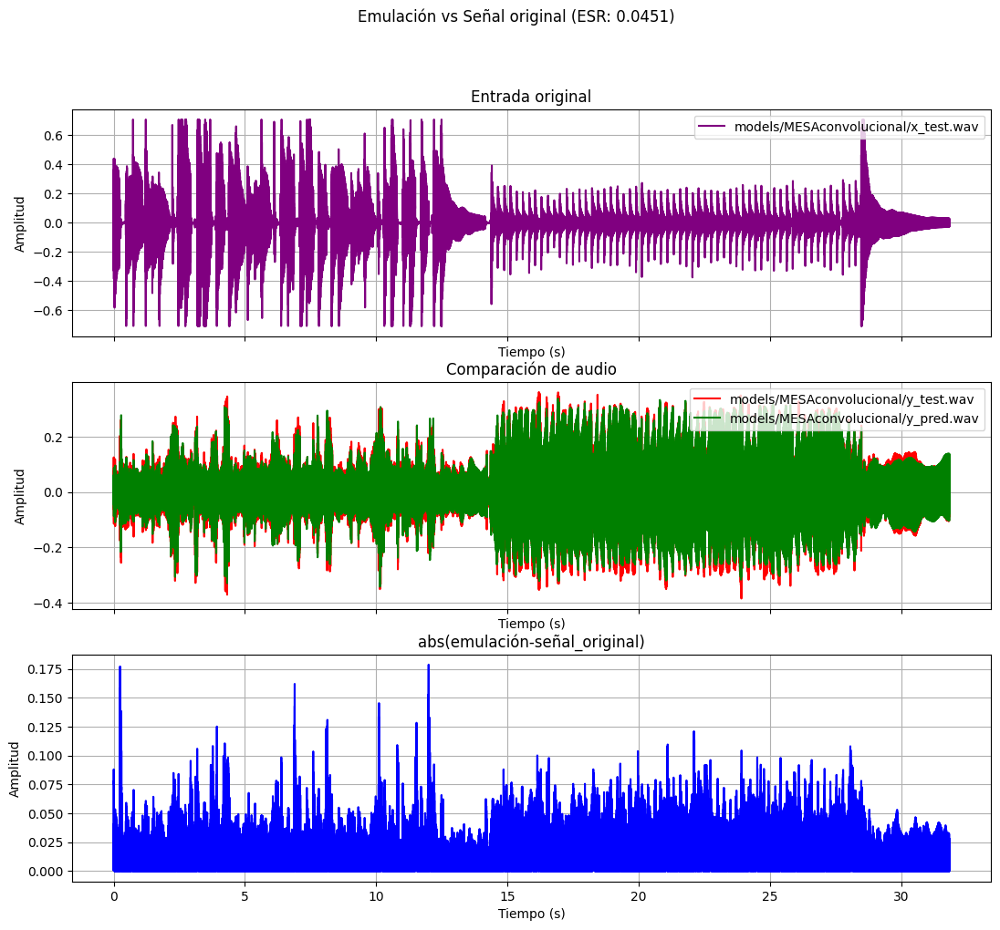 Emulación vs Señal original (ESR: 0.0451)
Entrada original
models/MESAconvolucional/x_test.wav
0.6
0.4
0.2
0.0
−0.2
−0.4
−0.6
Amplitud
Tiempo (s)
Comparación de audio
models/MESAconvolucional/y_test.wav
models/MESAconvolucional/y_pred.wav
0.2
0.0
−0.2
−0.4
Amplitud
Tiempo (s)
abs(emulación-señal_original)
0.175
0.150
0.125
0.100
0.075
0.050
0.025
0.000
Amplitud
0 5 10 15 20 25 30
Tiempo (s)